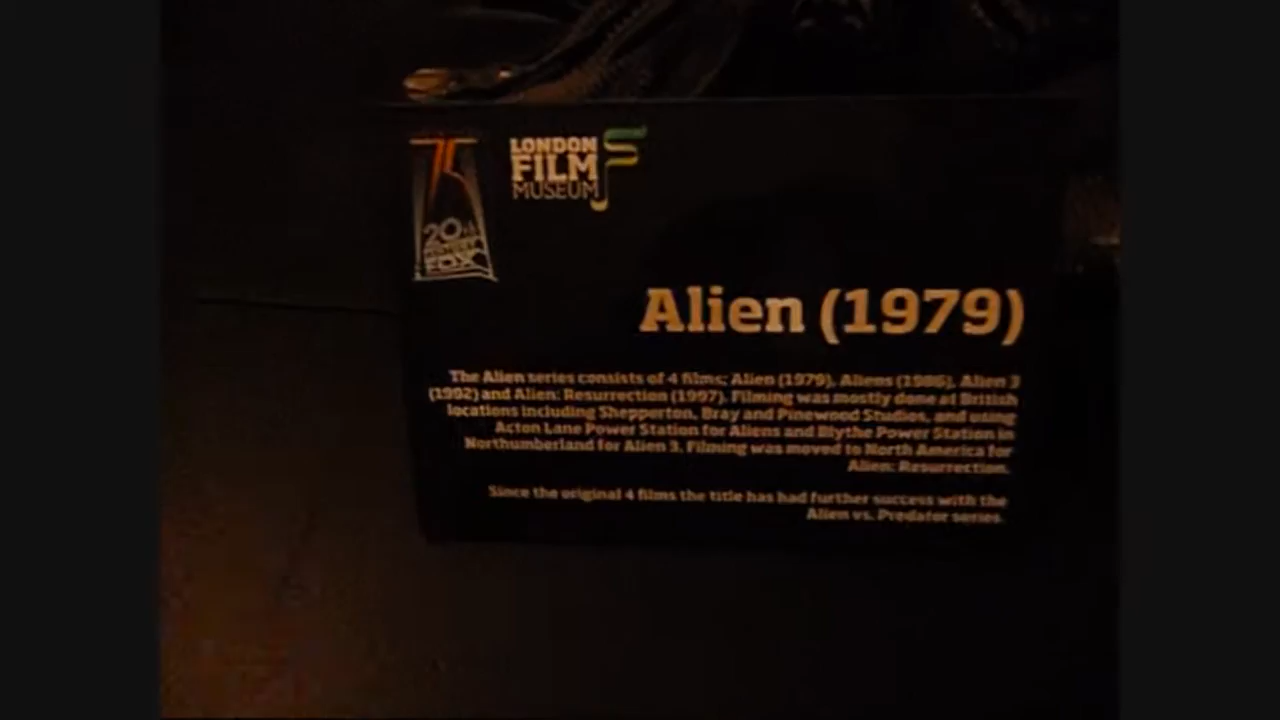 75
20th
CENTURY
FOX
LONDON
FILM
MUSEUM
Alien (1979)
The Alien series consists of 4 films; Alien (1979), Aliens (1986), Alien 3
(1992) and Alien: Resurrection (1997). Filming was mostly done at British
locations including Shepperton, Bray and Pinewood Studios, and using
Acton Lane Power Station for Aliens and Blythe Power Station in
Northumberland for Alien 3. Filming was moved to North America for
Alien: Resurrection.
Since the original 4 films the title has had further success with the
Alien vs. Predator series.